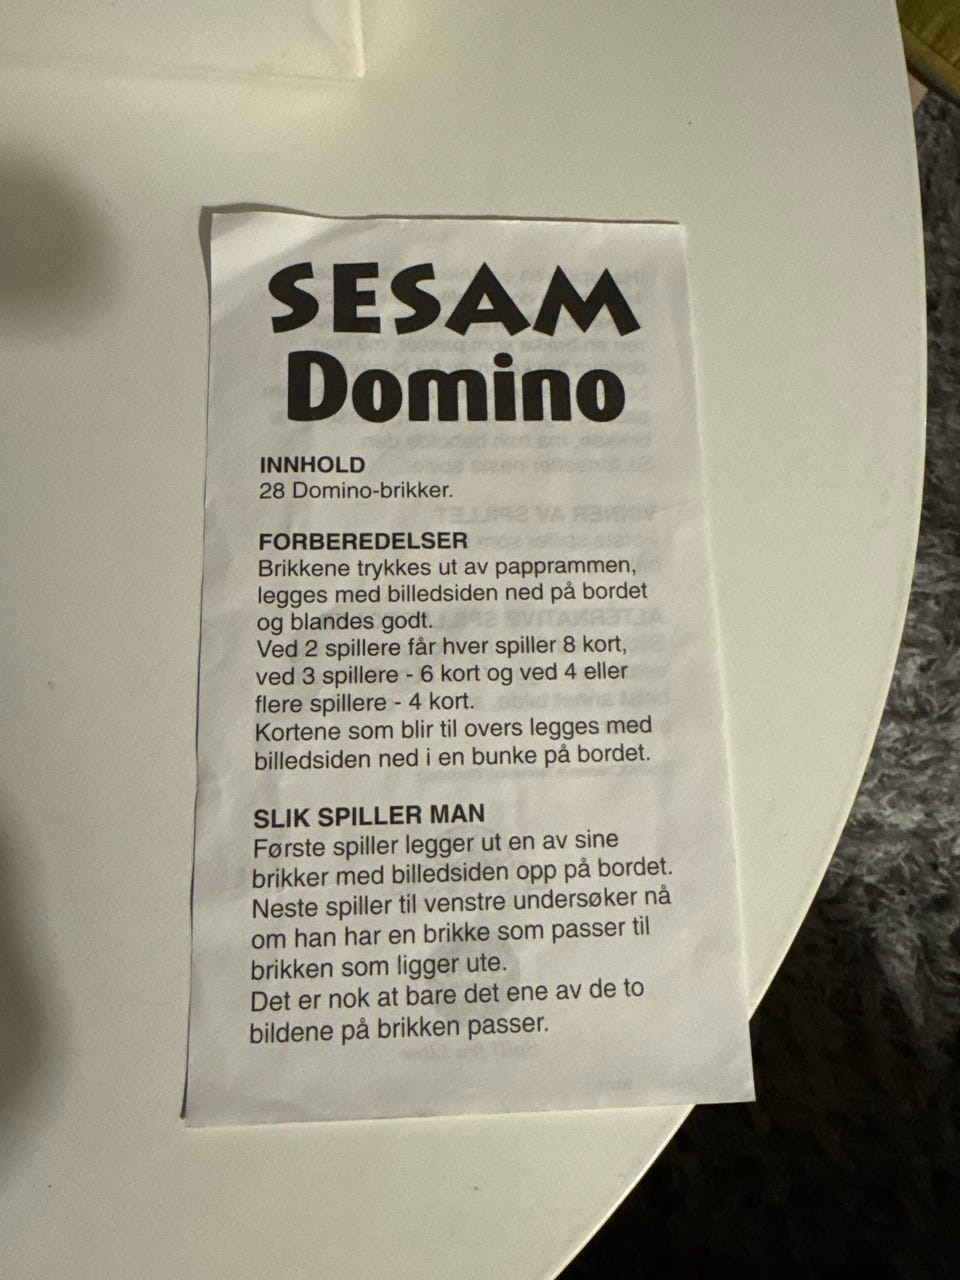 SESAM
Domino
INNHOLD
28 Domino-brikker.
FORBEREDELSER
Brikkene trykkes ut av papprammen,
legges med billedsiden ned på bordet
og blandes godt.
Ved 2 spillere får hver spiller 8 kort,
ved 3 spillere - 6 kort og ved 4 eller
flere spillere - 4 kort.
Kortene som blir til overs legges med
billedsiden ned i en bunke på bordet.
SLIK SPILLER MAN
Første spiller legger ut en av sine
brikker med billedsiden opp på bordet.
Neste spiller til venstre undersøker nå
om han har en brikke som passer til
brikken som ligger ute.
Det er nok at bare det ene av de to
bildene på brikken passer.